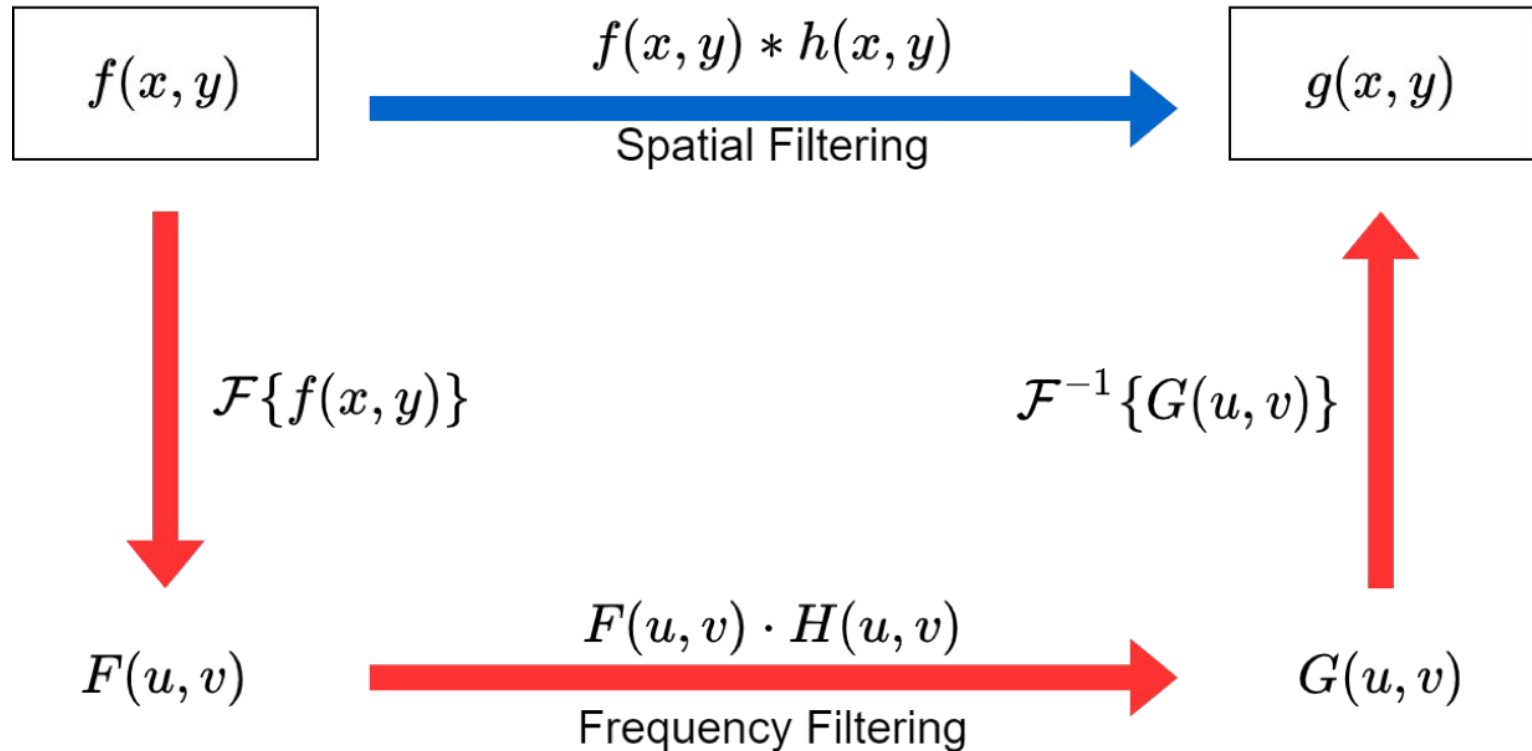 f(x, y)
f(x, y) * h(x, y)
Spatial Filtering
g(x, y)
ℱ{f(x, y)}
ℱ⁻¹{G(u, v)}
F(u, v)
F(u, v) · H(u, v)
Frequency Filtering
G(u, v)